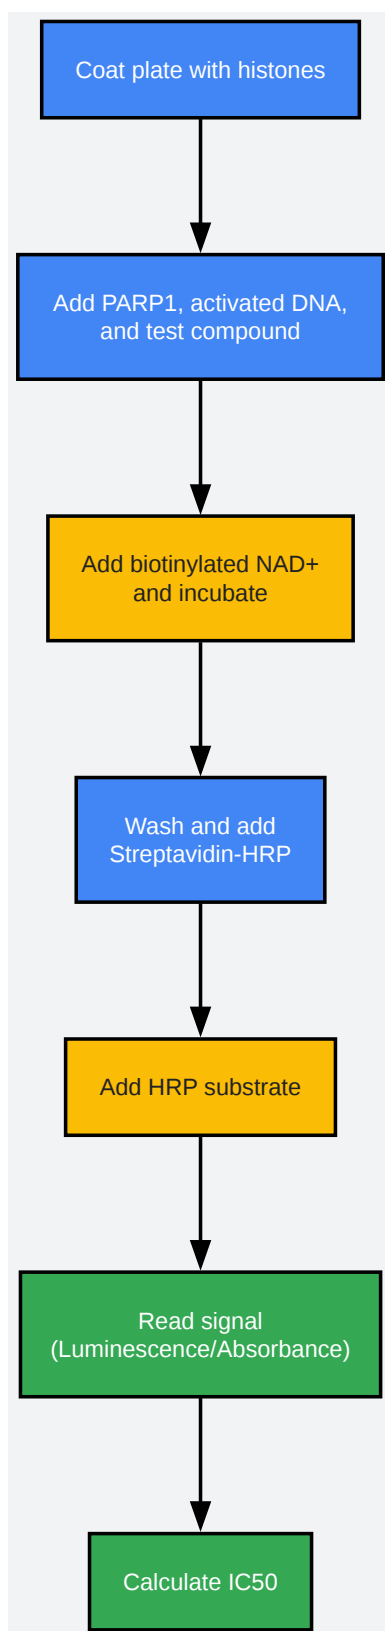 Coat plate with histones
Add PARP1, activated DNA,
and test compound
Add biotinylated NAD+
and incubate
Wash and add
Streptavidin-HRP
Add HRP substrate
Read signal
(Luminescence/Absorbance)
Calculate IC50